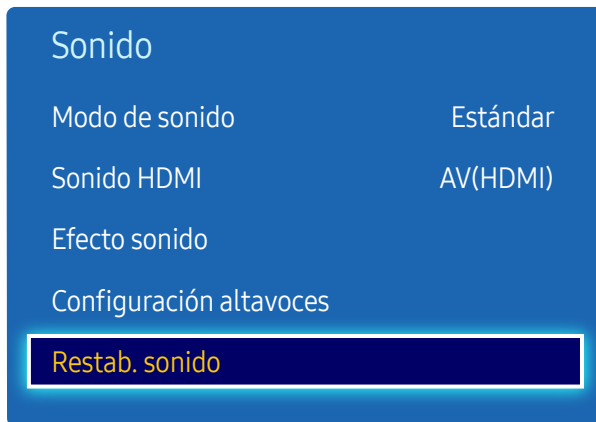 Sonido
Modo de sonido Estándar
Sonido HDMI AV(HDMI)
Efecto sonido
Configuración altavoces
Restab. sonido